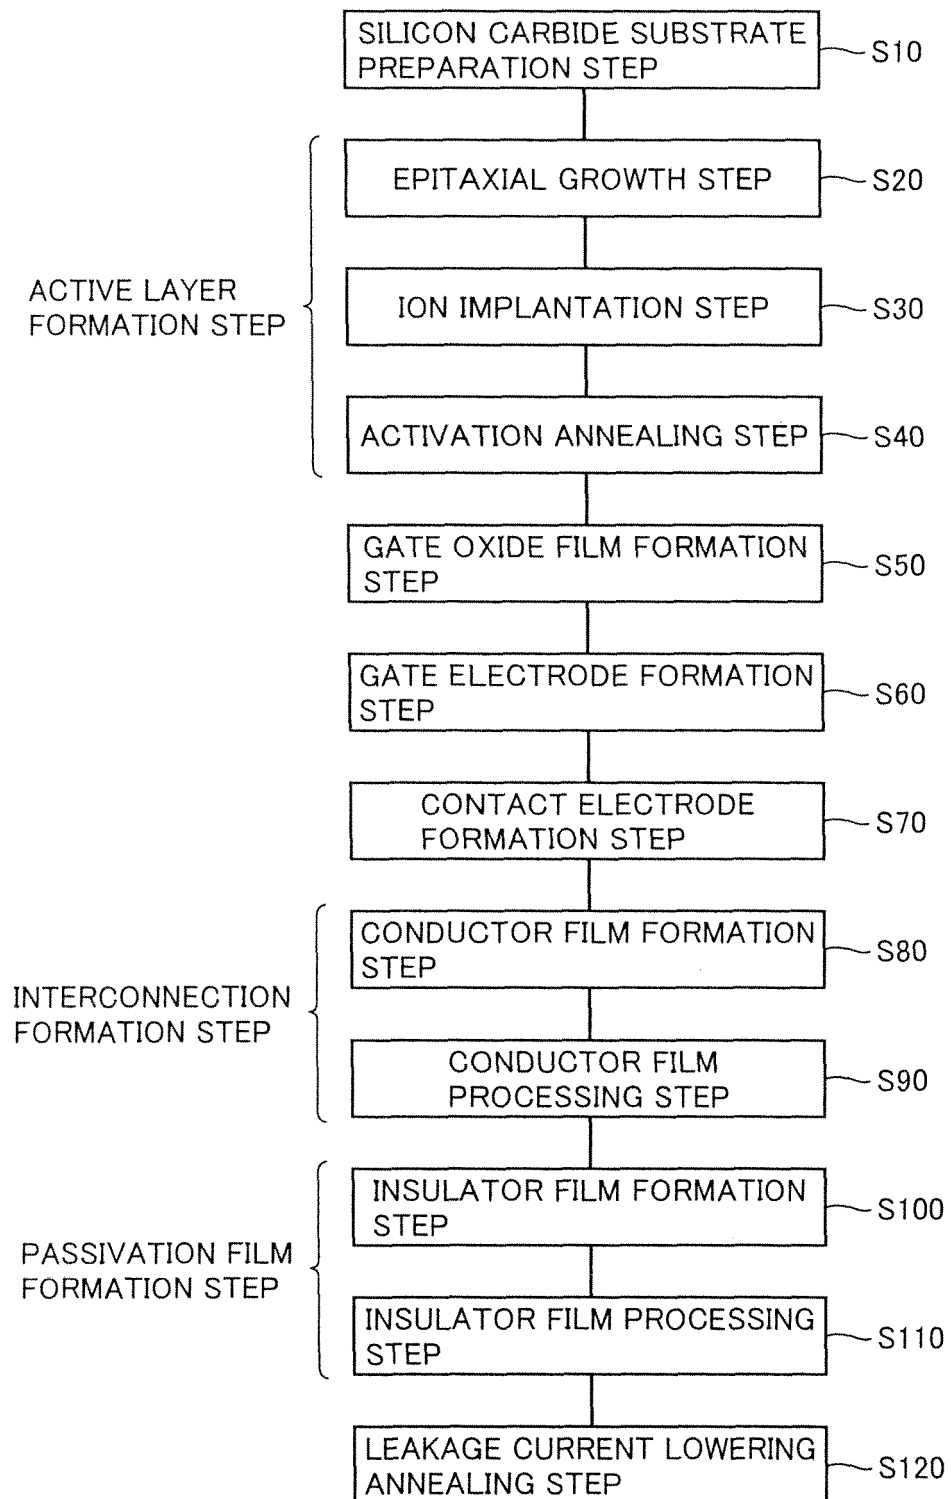 SILICON CARBIDE SUBSTRATE
PREPARATION STEP
S10
EPITAXIAL GROWTH STEP
S20
ACTIVE LAYER
FORMATION STEP
ION IMPLANTATION STEP
S30
ACTIVATION ANNEALING STEP
S40
GATE OXIDE FILM FORMATION
STEP
S50
GATE ELECTRODE FORMATION
STEP
S60
CONTACT ELECTRODE
FORMATION STEP
S70
CONDUCTOR FILM FORMATION
STEP
S80
INTERCONNECTION
FORMATION STEP
CONDUCTOR FILM
PROCESSING STEP
S90
INSULATOR FILM FORMATION
STEP
S100
PASSIVATION FILM
FORMATION STEP
INSULATOR FILM PROCESSING
STEP
S110
LEAKAGE CURRENT LOWERING
ANNEALING STEP
S120